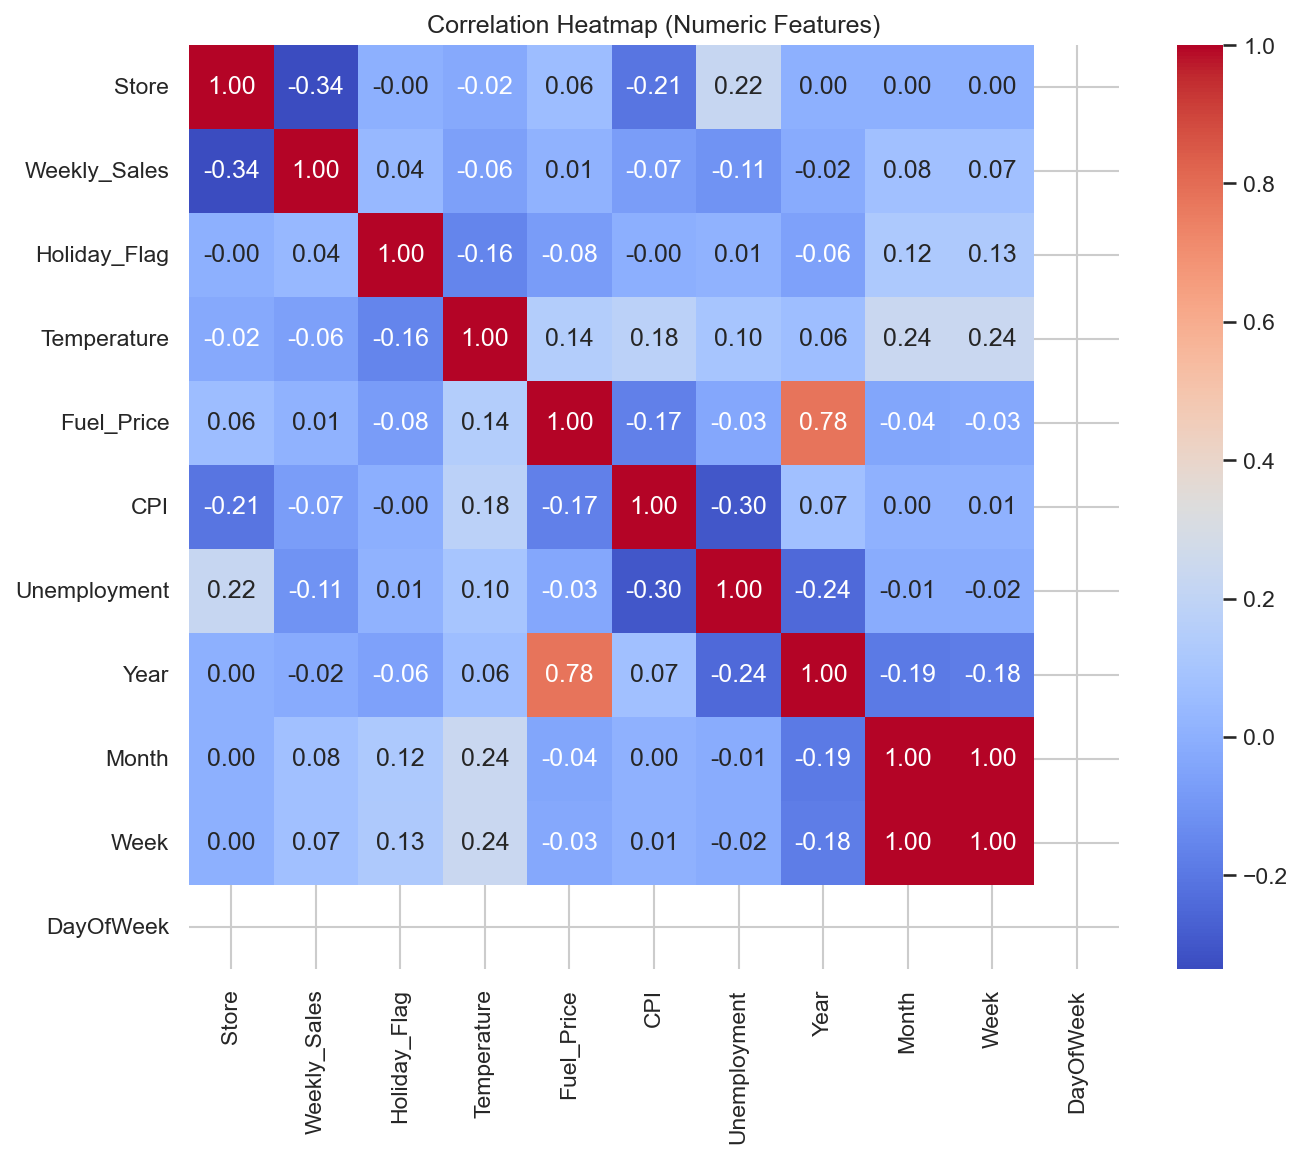 Correlation Heatmap (Numeric Features)
Store 1.00 -0.34 -0.00 -0.02 0.06 -0.21 0.22 0.00 0.00 0.00
Weekly_Sales -0.34 1.00 0.04 -0.06 0.01 -0.07 -0.11 -0.02 0.08 0.07
Holiday_Flag -0.00 0.04 1.00 -0.16 -0.08 -0.00 0.01 -0.06 0.12 0.13
Temperature -0.02 -0.06 -0.16 1.00 0.14 0.18 0.10 0.06 0.24 0.24
Fuel_Price 0.06 0.01 -0.08 0.14 1.00 -0.17 -0.03 0.78 -0.04 -0.03
CPI -0.21 -0.07 -0.00 0.18 -0.17 1.00 -0.30 0.07 0.00 0.01
Unemployment 0.22 -0.11 0.01 0.10 -0.03 -0.30 1.00 -0.24 -0.01 -0.02
Year 0.00 -0.02 -0.06 0.06 0.78 0.07 -0.24 1.00 -0.19 -0.18
Month 0.00 0.08 0.12 0.24 -0.04 0.00 -0.01 -0.19 1.00 1.00
Week 0.00 0.07 0.13 0.24 -0.03 0.01 -0.02 -0.18 1.00 1.00
DayOfWeek
Store
Weekly_Sales
Holiday_Flag
Temperature
Fuel_Price
CPI
Unemployment
Year
Month
Week
DayOfWeek
1.0
0.8
0.6
0.4
0.2
0.0
−0.2